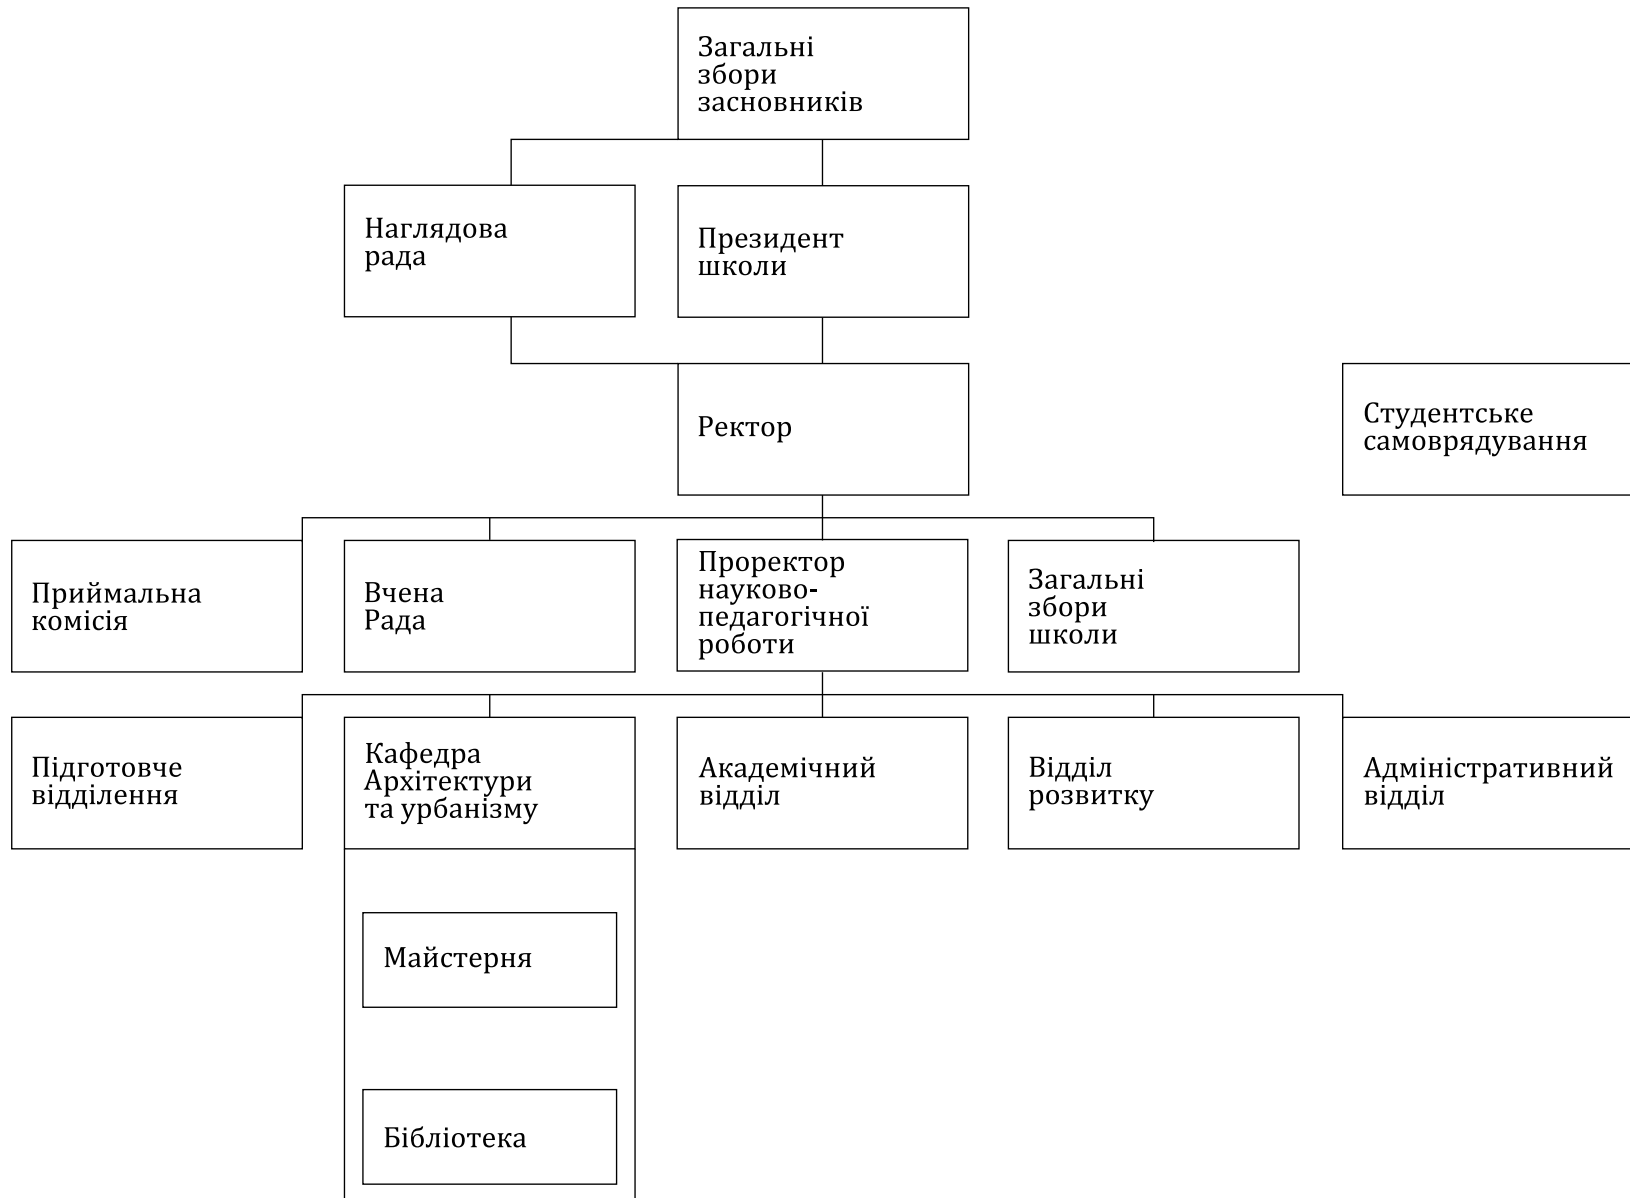 Загальні
збори
засновників
Наглядова
рада
Президент
школи
Ректор
Студентське
самоврядування
Приймальна
комісія
Вчена
Рада
Проректор
науково-
педагогічної
роботи
Загальні
збори
школи
Підготовче
відділення
Кафедра
Архітектури
та урбанізму
Академічний
відділ
Відділ
розвитку
Адміністративний
відділ
Майстерня
Бібліотека